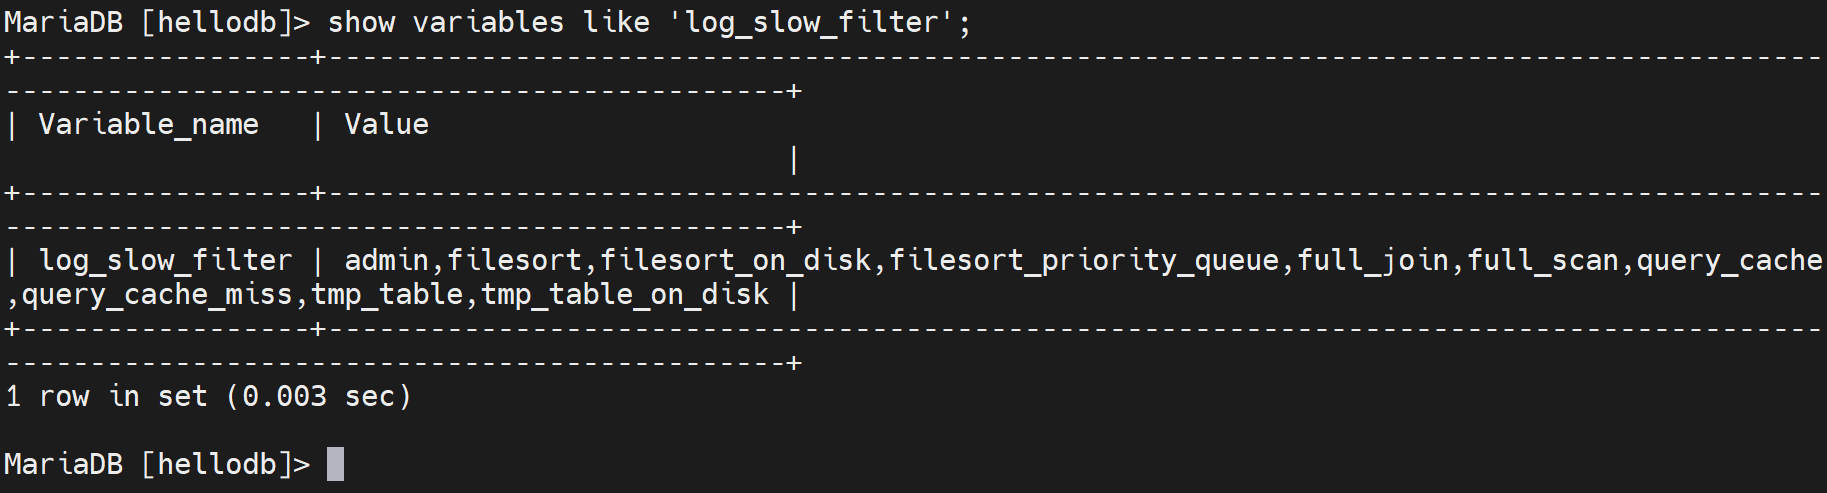 MariaDB [hellodb]> show variables like 'log_slow_filter';
+-----------------+----------------------------------------------------------------------------------------
----------------------------------------------+
| Variable_name   | Value
                                              |
+-----------------+----------------------------------------------------------------------------------------
----------------------------------------------+
| log_slow_filter | admin,filesort,filesort_on_disk,filesort_priority_queue,full_join,full_scan,query_cache
,query_cache_miss,tmp_table,tmp_table_on_disk |
+-----------------+----------------------------------------------------------------------------------------
----------------------------------------------+
1 row in set (0.003 sec)
MariaDB [hellodb]>